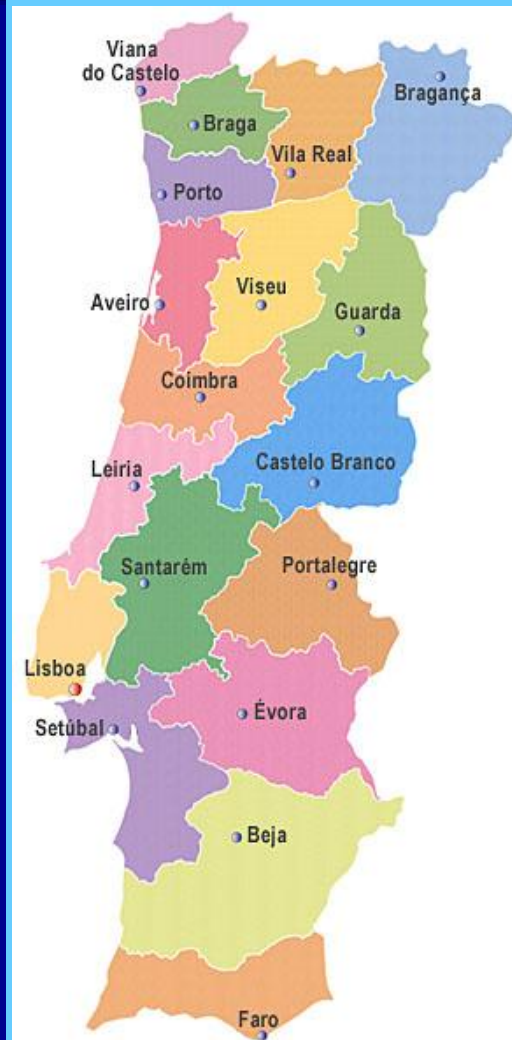 Viana
do Castelo
Bragança
Braga
Vila Real
Porto
Aveiro
Viseu
Guarda
Coimbra
Leiria
Castelo Branco
Santarém
Portalegre
Lisboa
Setúbal
Évora
Beja
Faro